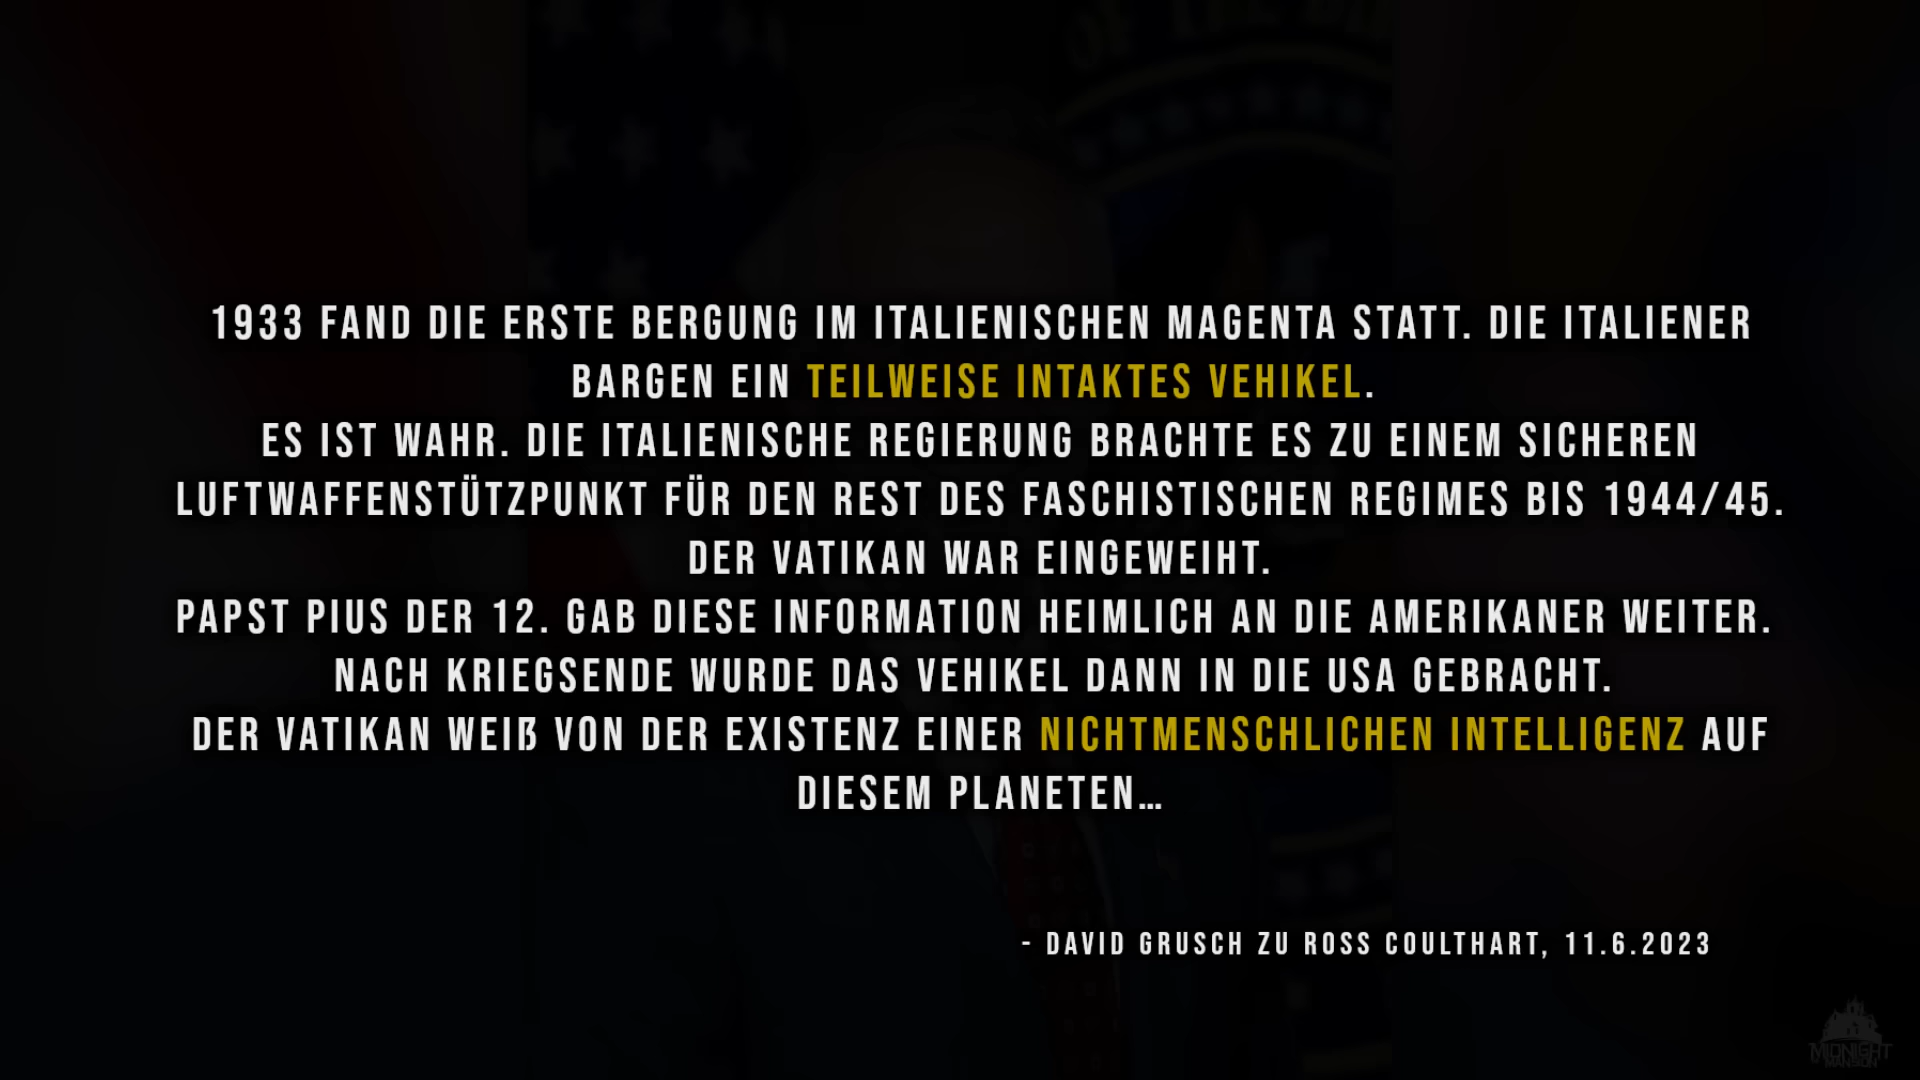 1933 FAND DIE ERSTE BERGUNG IM ITALIENISCHEN MAGENTA STATT. DIE ITALIENER
BARGEN EIN TEILWEISE INTAKTES VEHIKEL.
ES IST WAHR. DIE ITALIENISCHE REGIERUNG BRACHTE ES ZU EINEM SICHEREN
LUFTWAFFENSTÜTZPUNKT FÜR DEN REST DES FASCHISTISCHEN REGIMES BIS 1944/45.
DER VATIKAN WAR EINGEWEIHT.
PAPST PIUS DER 12. GAB DIESE INFORMATION HEIMLICH AN DIE AMERIKANER WEITER.
NACH KRIEGSENDE WURDE DAS VEHIKEL DANN IN DIE USA GEBRACHT.
DER VATIKAN WEIß VON DER EXISTENZ EINER NICHTMENSCHLICHEN INTELLIGENZ AUF
DIESEM PLANETEN…
- DAVID GRUSCH ZU ROSS COULTHART, 11.6.2023
MIDNIGHT
MANSION